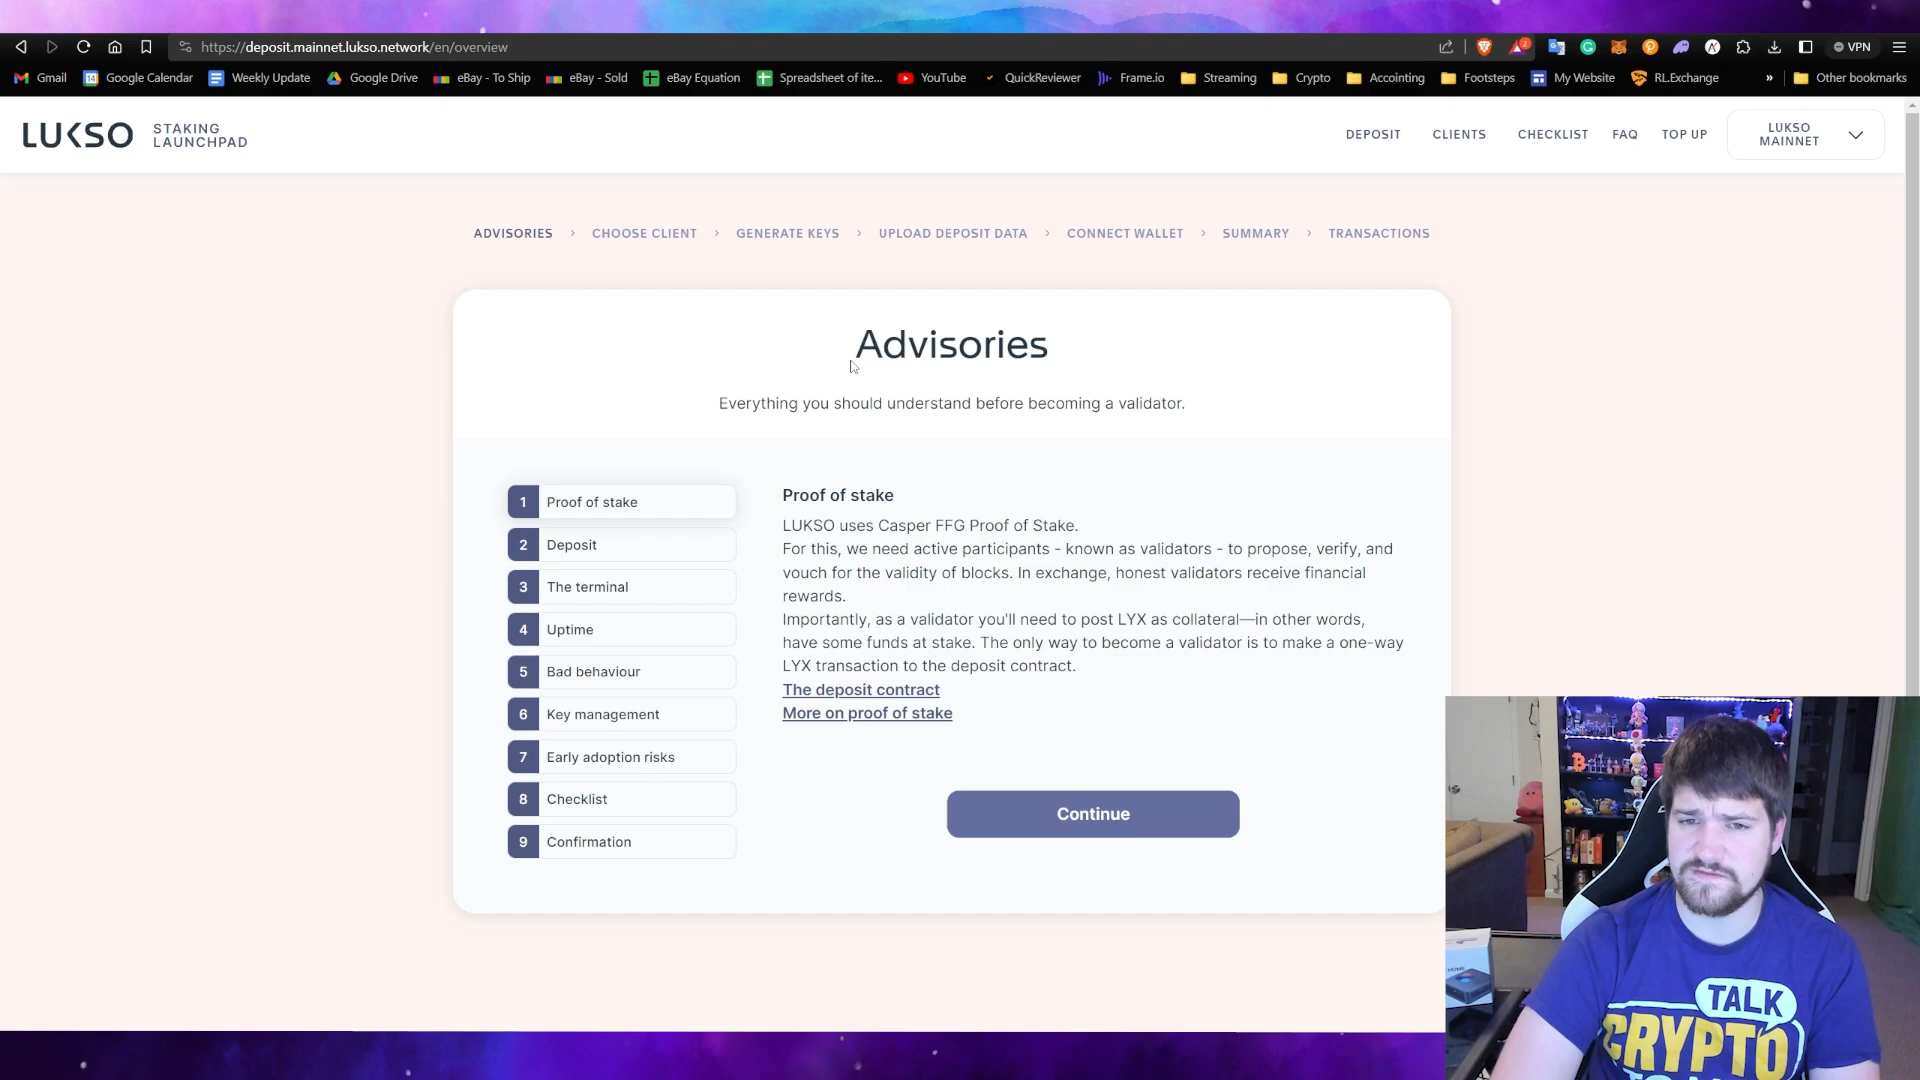 https://deposit.mainnet.lukso.network/en/overview
2
VPN
Gmail
14
Google Calendar
Weekly Update
Google Drive
eBay - To Ship
eBay - Sold
eBay Equation
Spreadsheet of ite...
YouTube
QuickReviewer
Frame.io
Streaming
Crypto
Accointing
Footsteps
My Website
RL.Exchange
»
Other bookmarks
LUKSO
STAKING
LAUNCHPAD
DEPOSIT
CLIENTS
CHECKLIST
FAQ
TOP UP
LUKSO
MAINNET
ADVISORIES > CHOOSE CLIENT > GENERATE KEYS > UPLOAD DEPOSIT DATA > CONNECT WALLET > SUMMARY > TRANSACTIONS
Advisories
Everything you should understand before becoming a validator.
1 Proof of stake
2 Deposit
3 The terminal
4 Uptime
5 Bad behaviour
6 Key management
7 Early adoption risks
8 Checklist
9 Confirmation
Proof of stake
LUKSO uses Casper FFG Proof of Stake.
For this, we need active participants - known as validators - to propose, verify, and
vouch for the validity of blocks. In exchange, honest validators receive financial
rewards.
Importantly, as a validator you'll need to post LYX as collateral—in other words,
have some funds at stake. The only way to become a validator is to make a one-way
LYX transaction to the deposit contract.
The deposit contract
More on proof of stake
Continue
HOME
TALK
CRYPTO